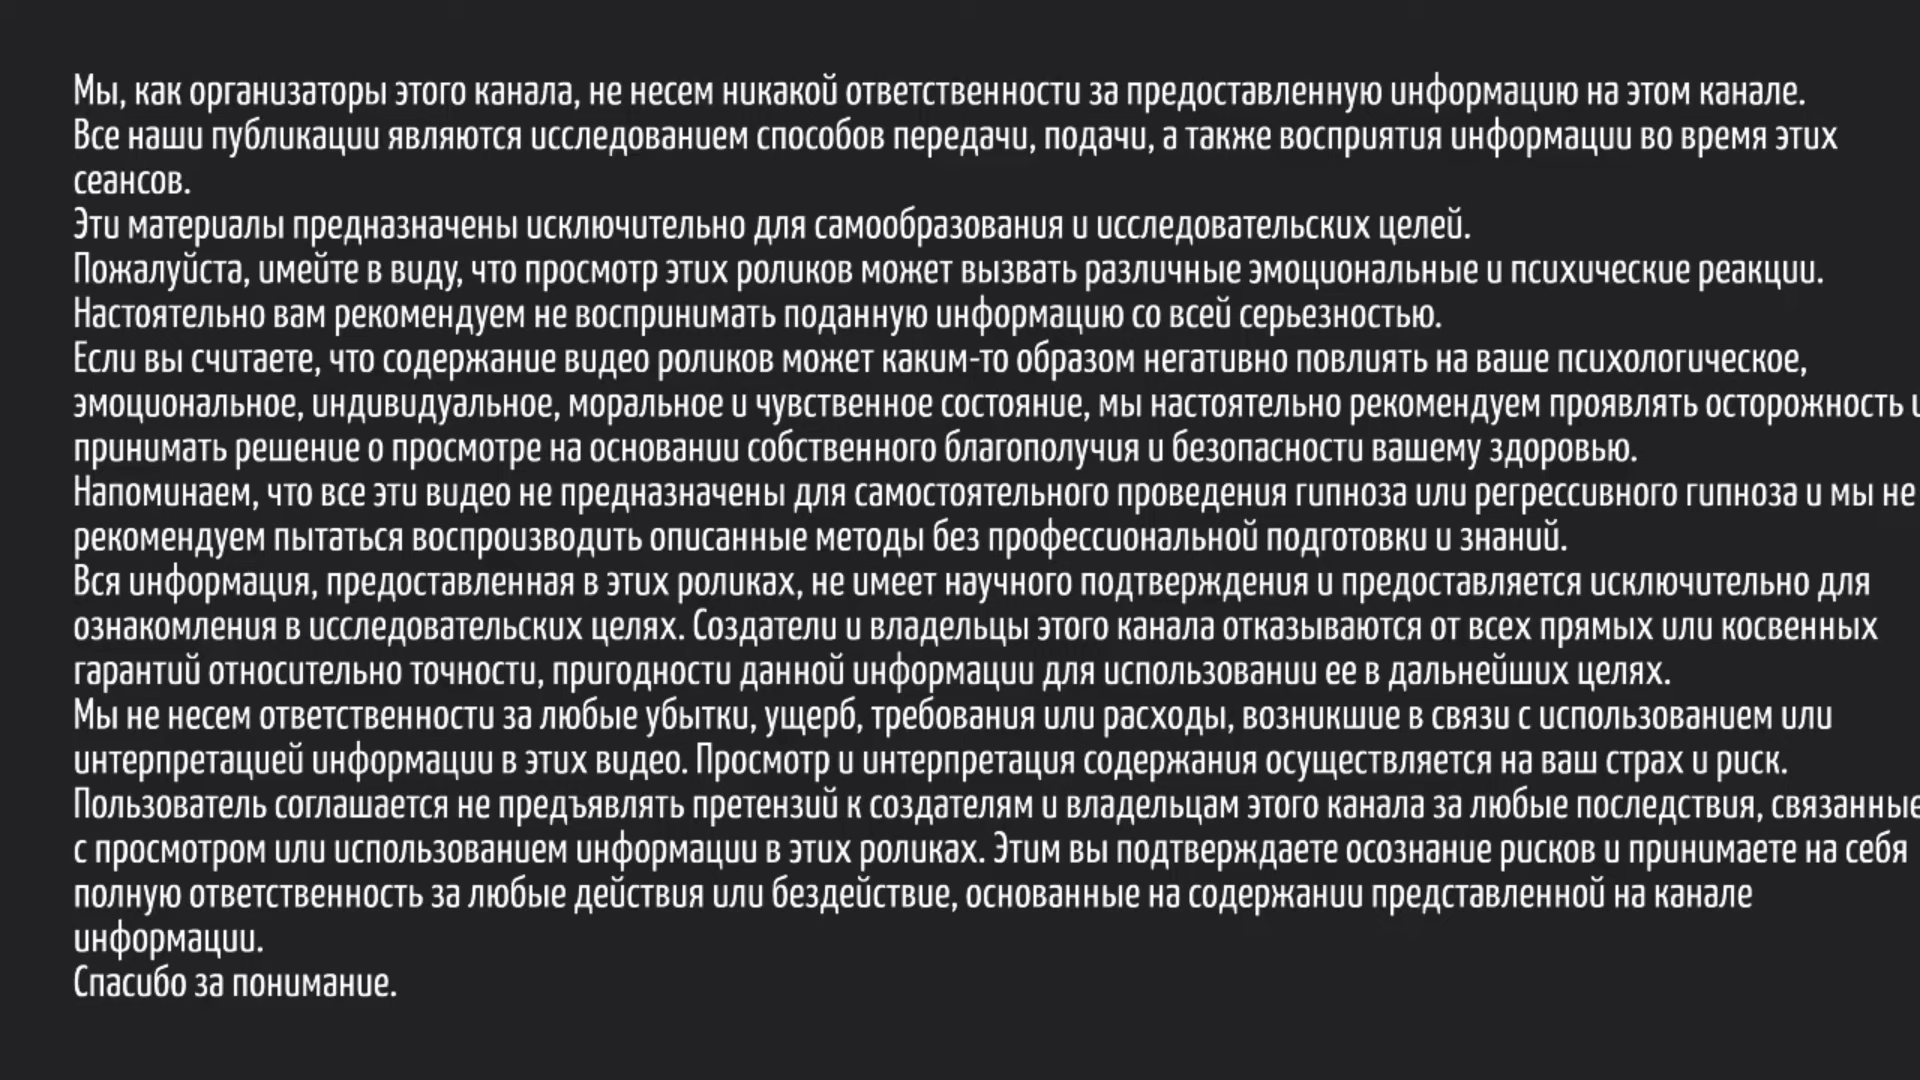 Мы, как организаторы этого канала, не несем никакой ответственности за предоставленную информацию на этом канале.
Все наши публикации являются исследованием способов передачи, подачи, а также восприятия информации во время этих
сеансов.
Эти материалы предназначены исключительно для самообразования и исследовательских целей.
Пожалуйста, имейте в виду, что просмотр этих роликов может вызвать различные эмоциональные и психические реакции.
Настоятельно вам рекомендуем не воспринимать поданную информацию со всей серьезностью.
Если вы считаете, что содержание видео роликов может каким-то образом негативно повлиять на ваше психологическое,
эмоциональное, индивидуальное, моральное и чувственное состояние, мы настоятельно рекомендуем проявлять осторожность и
принимать решение о просмотре на основании собственного благополучия и безопасности вашему здоровью.
Напоминаем, что все эти видео не предназначены для самостоятельного проведения гипноза или регрессивного гипноза и мы не
рекомендуем пытаться воспроизводить описанные методы без профессиональной подготовки и знаний.
Вся информация, предоставленная в этих роликах, не имеет научного подтверждения и предоставляется исключительно для
ознакомления в исследовательских целях. Создатели и владельцы этого канала отказываются от всех прямых или косвенных
гарантий относительно точности, пригодности данной информации для использовании ее в дальнейших целях.
Мы не несем ответственности за любые убытки, ущерб, требования или расходы, возникшие в связи с использованием или
интерпретацией информации в этих видео. Просмотр и интерпретация содержания осуществляется на ваш страх и риск.
Пользователь соглашается не предъявлять претензий к создателям и владельцам этого канала за любые последствия, связанные
с просмотром или использованием информации в этих роликах. Этим вы подтверждаете осознание рисков и принимаете на себя
полную ответственность за любые действия или бездействие, основанные на содержании представленной на канале
информации.
Спасибо за понимание.